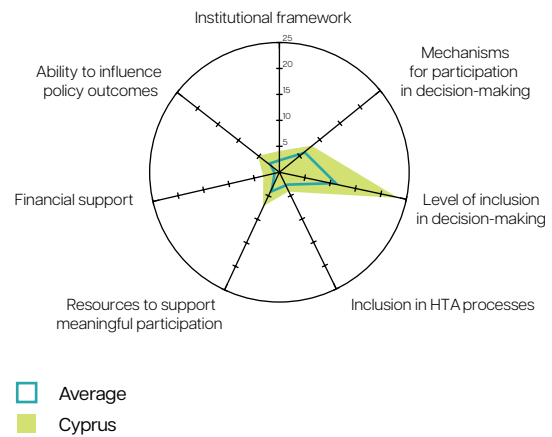 Institutional framework
25
20
15
10
5
Mechanisms
for participation
in decision-making
Ability to influence
policy outcomes
Financial support
Level of inclusion
in decision-making
Resources to support
meaningful participation
Inclusion in HTA processes
Average
Cyprus